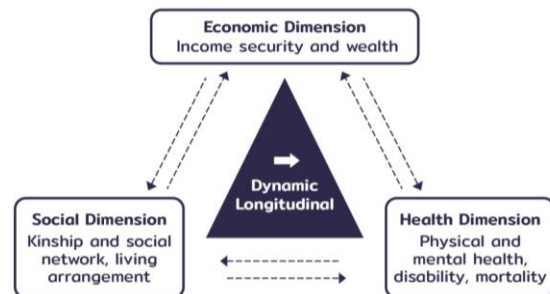 Economic Dimension
Income security and wealth
Dynamic
Longitudinal
Social Dimension
Kinship and social
network, living
arrangement
Health Dimension
Physical and
mental health,
disability, mortality